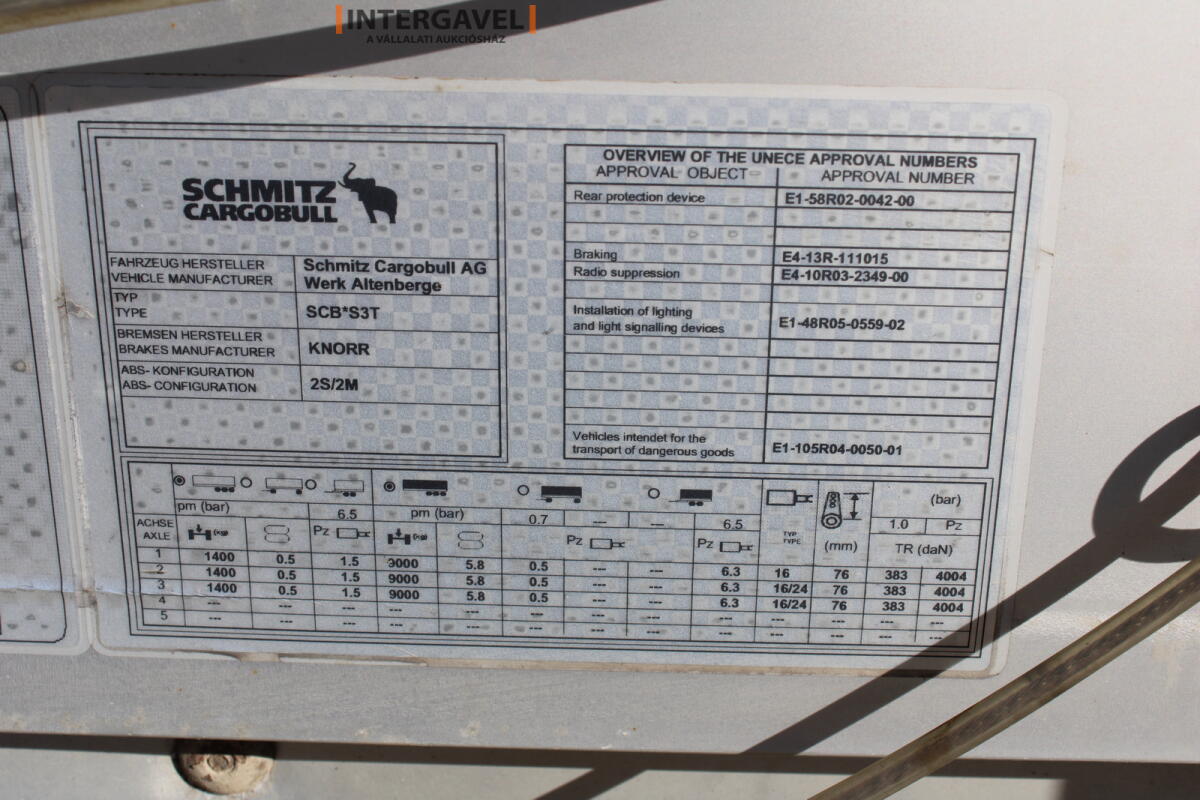 INTERGAVEL
A VÁLLALATI AUKCIÓSHÁZ
SCHMITZ
CARGOBULL
FAHRZEUG HERSTELLER
VEHICLE MANUFACTURER
Schmitz Cargobull AG
Werk Altenberge
TYP
TYPE
SCB*S3T
BREMSEN HERSTELLER
BRAKES MANUFACTURER
KNORR
ABS- KONFIGURATION
ABS- CONFIGURATION
2S/2M
OVERVIEW OF THE UNECE APPROVAL NUMBERS
APPROVAL OBJECT APPROVAL NUMBER
Rear protection device E1-58R02-0042-00
Braking E4-13R-111015
Radio suppression E4-10R03-2349-00
Installation of lighting
and light signalling devices E1-48R05-0559-02
Vehicles intendet for the
transport of dangerous goods E1-105R04-0050-01
pm (bar) 6.5 pm (bar) 0.7 --- --- 6.5 (bar)
1.0 Pz
ACHSE
AXLE
(kg) Pz (kg) Pz Pz TYP
TYPE (mm) TR (daN)
1 1400 0.5 1.5 9000 5.8 0.5 --- --- 6.3 16 76 383 4004
2 1400 0.5 1.5 9000 5.8 0.5 --- --- 6.3 16/24 76 383 4004
3 1400 0.5 1.5 9000 5.8 0.5 --- --- 6.3 16/24 76 383 4004
4 --- --- --- --- --- --- --- --- --- --- --- --- ---
5 --- --- --- --- --- --- --- --- --- --- --- --- ---